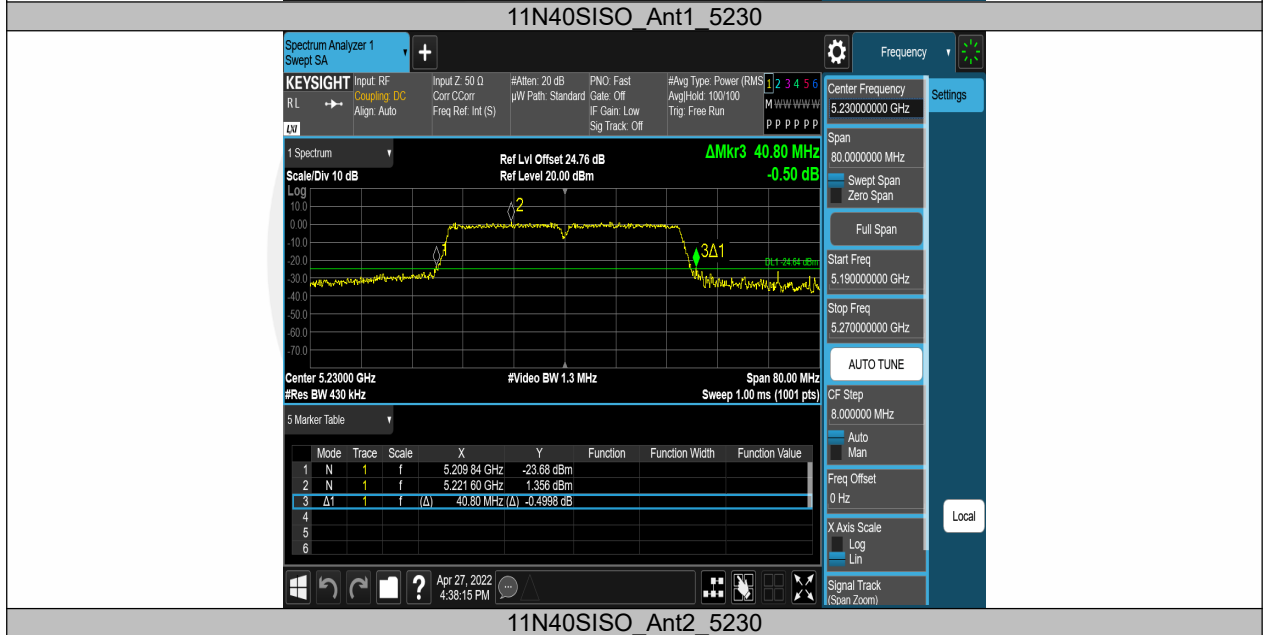 11N40SISO_Ant1_5230
Spectrum Analyzer 1
Swept SA
+
Frequency
KEYSIGHT
Input: RF
Input Z: 50 Ω
#Atten: 20 dB
PNO: Fast
#Avg Type: Power (RMS
1 2 3 4 5 6
RL
Coupling: DC
Corr CCorr
µW Path: Standard
Gate: Off
Avg|Hold: 100/100
M W W W W W
Align: Auto
Freq Ref: Int (S)
IF Gain: Low
Trig: Free Run
P P P P P P
Sig Track: Off
LXI
Center Frequency
5.230000000 GHz
Settings
1 Spectrum
Ref Lvl Offset 24.76 dB
ΔMkr3 40.80 MHz
Scale/Div 10 dB
Ref Level 20.00 dBm
-0.50 dB
Span
80.0000000 MHz
Swept Span
Zero Span
Full Span
Start Freq
5.190000000 GHz
Stop Freq
5.270000000 GHz
AUTO TUNE
CF Step
8.000000 MHz
Auto
Man
Freq Offset
0 Hz
X Axis Scale
Log
Lin
Signal Track
(Span Zoom)
Local
Log
10.0
0.00
-10.0
-20.0
-30.0
-40.0
-50.0
-60.0
-70.0
1
2
3Δ1
DL1 -24.64 dBm
Center 5.23000 GHz
#Video BW 1.3 MHz
Span 80.00 MHz
#Res BW 430 kHz
Sweep 1.00 ms (1001 pts)
5 Marker Table
Mode Trace Scale X Y Function Function Width Function Value
1 N 1 f 5.209 84 GHz -23.68 dBm
2 N 1 f 5.221 60 GHz 1.356 dBm
3 Δ1 1 f (Δ) 40.80 MHz (Δ) -0.4998 dB
4
5
6
?
Apr 27, 2022
4:38:15 PM
11N40SISO_Ant2_5230